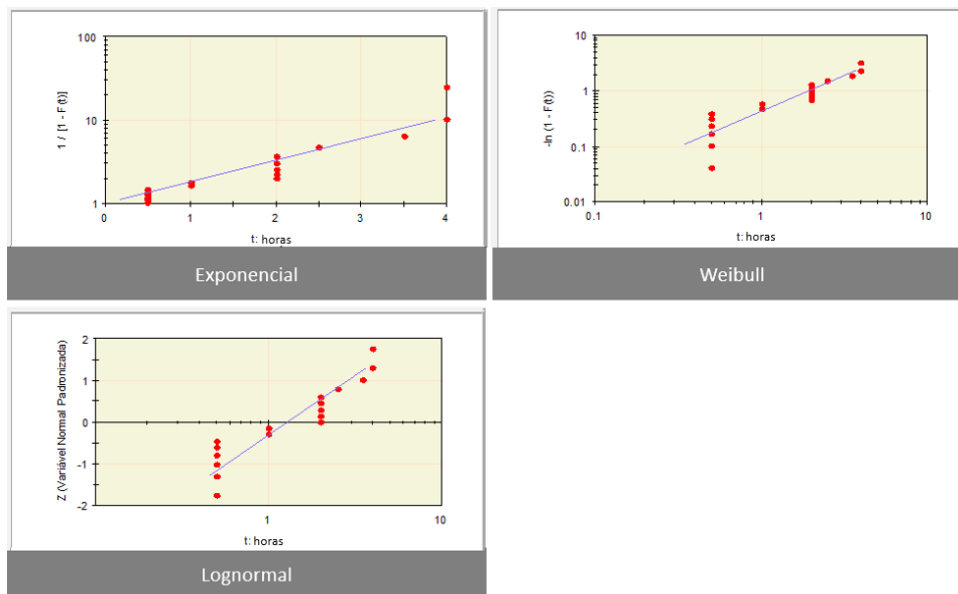 1 / [1 - F(t)]
100
10
1
0
1
2
3
4
t: horas
Exponencial
-ln (1 - F(t))
10
1
0.1
0.01
0.1
1
10
t: horas
Weibull
Z (Variável Normal Padronizada)
2
1
0
-1
-2
1
10
t: horas
Lognormal